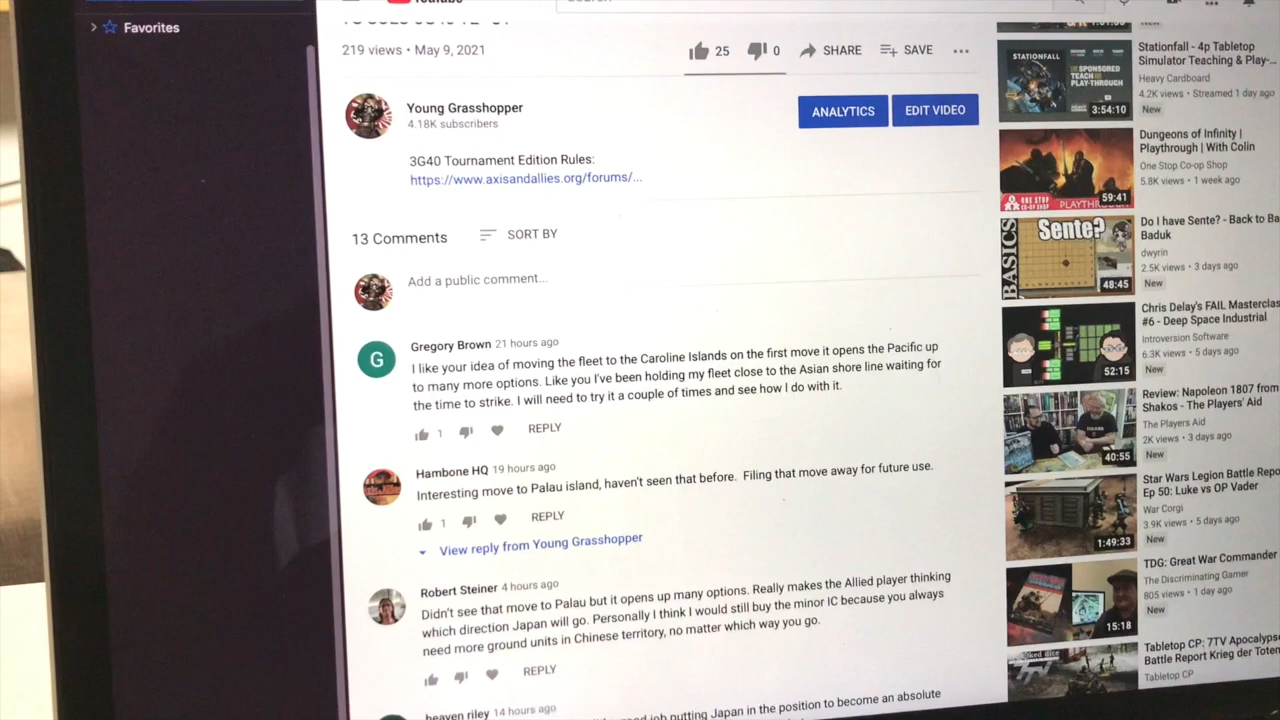 Favorites
YouTube
219 views • May 9, 2021
25
0
SHARE
SAVE
Young Grasshopper
4.18K subscribers
ANALYTICS
EDIT VIDEO
3G40 Tournament Edition Rules:
https://www.axisandallies.org/forums/...
13 Comments
SORT BY
Add a public comment...
G
Gregory Brown 21 hours ago
I like your idea of moving the fleet to the Caroline Islands on the first move it opens the Pacific up
to many more options. Like you I've been holding my fleet close to the Asian shore line waiting for
the time to strike. I will need to try it a couple of times and see how I do with it.
1
REPLY
Hambone HQ 19 hours ago
Interesting move to Palau island, haven't seen that before. Filing that move away for future use.
1
REPLY
View reply from Young Grasshopper
Robert Steiner 4 hours ago
Didn't see that move to Palau but it opens up many options. Really makes the Allied player thinking
which direction Japan will go. Personally I think I would still buy the minor IC because you always
need more ground units in Chinese territory, no matter which way you go.
REPLY
heaven riley 14 hours ago
job putting Japan in the position to become an absolute
New
STATIONFALL
SPONSORED
TEACH
PLAY-THROUGH
3:54:10
Stationfall - 4p Tabletop
Simulator Teaching & Play-...
Heavy Cardboard
4.2K views • Streamed 1 day ago
New
ONE STOP
CO-OP SHOP
PLAYTHROUGH
59:41
Dungeons of Infinity |
Playthrough | With Colin
One Stop Co-op Shop
5.8K views • 1 week ago
BASICS
Sente?
48:45
Do I have Sente? - Back to Ba
Baduk
dwyrin
2.5K views • 3 days ago
New
52:15
Chris Delay's FAIL Masterclas
#6 - Deep Space Industrial
Introversion Software
6.3K views • 5 days ago
New
40:55
Review: Napoleon 1807 from
Shakos - The Players' Aid
The Players Aid
2K views • 3 days ago
New
1:49:33
Star Wars Legion Battle Repo
Ep 50: Luke vs OP Vader
War Corgi
3.9K views • 5 days ago
New
15:18
TDG: Great War Commander
The Discriminating Gamer
805 views • 1 day ago
New
Tabletop CP: 7TV Apocalypse
Battle Report Krieg der Toten
Tabletop CP